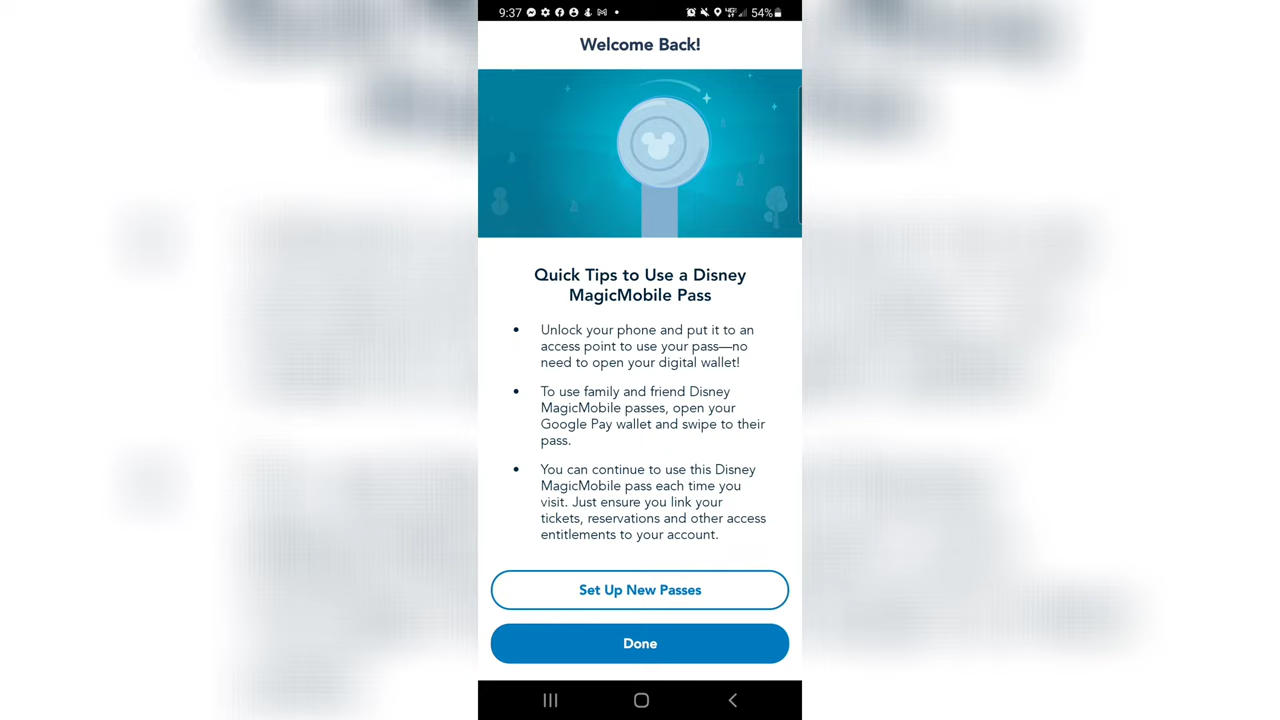 9:37
54%
Welcome Back!
Quick Tips to Use a Disney
MagicMobile Pass
• Unlock your phone and put it to an
access point to use your pass—no
need to open your digital wallet!
• To use family and friend Disney
MagicMobile passes, open your
Google Pay wallet and swipe to their
pass.
• You can continue to use this Disney
MagicMobile pass each time you
visit. Just ensure you link your
tickets, reservations and other access
entitlements to your account.
Set Up New Passes
Done